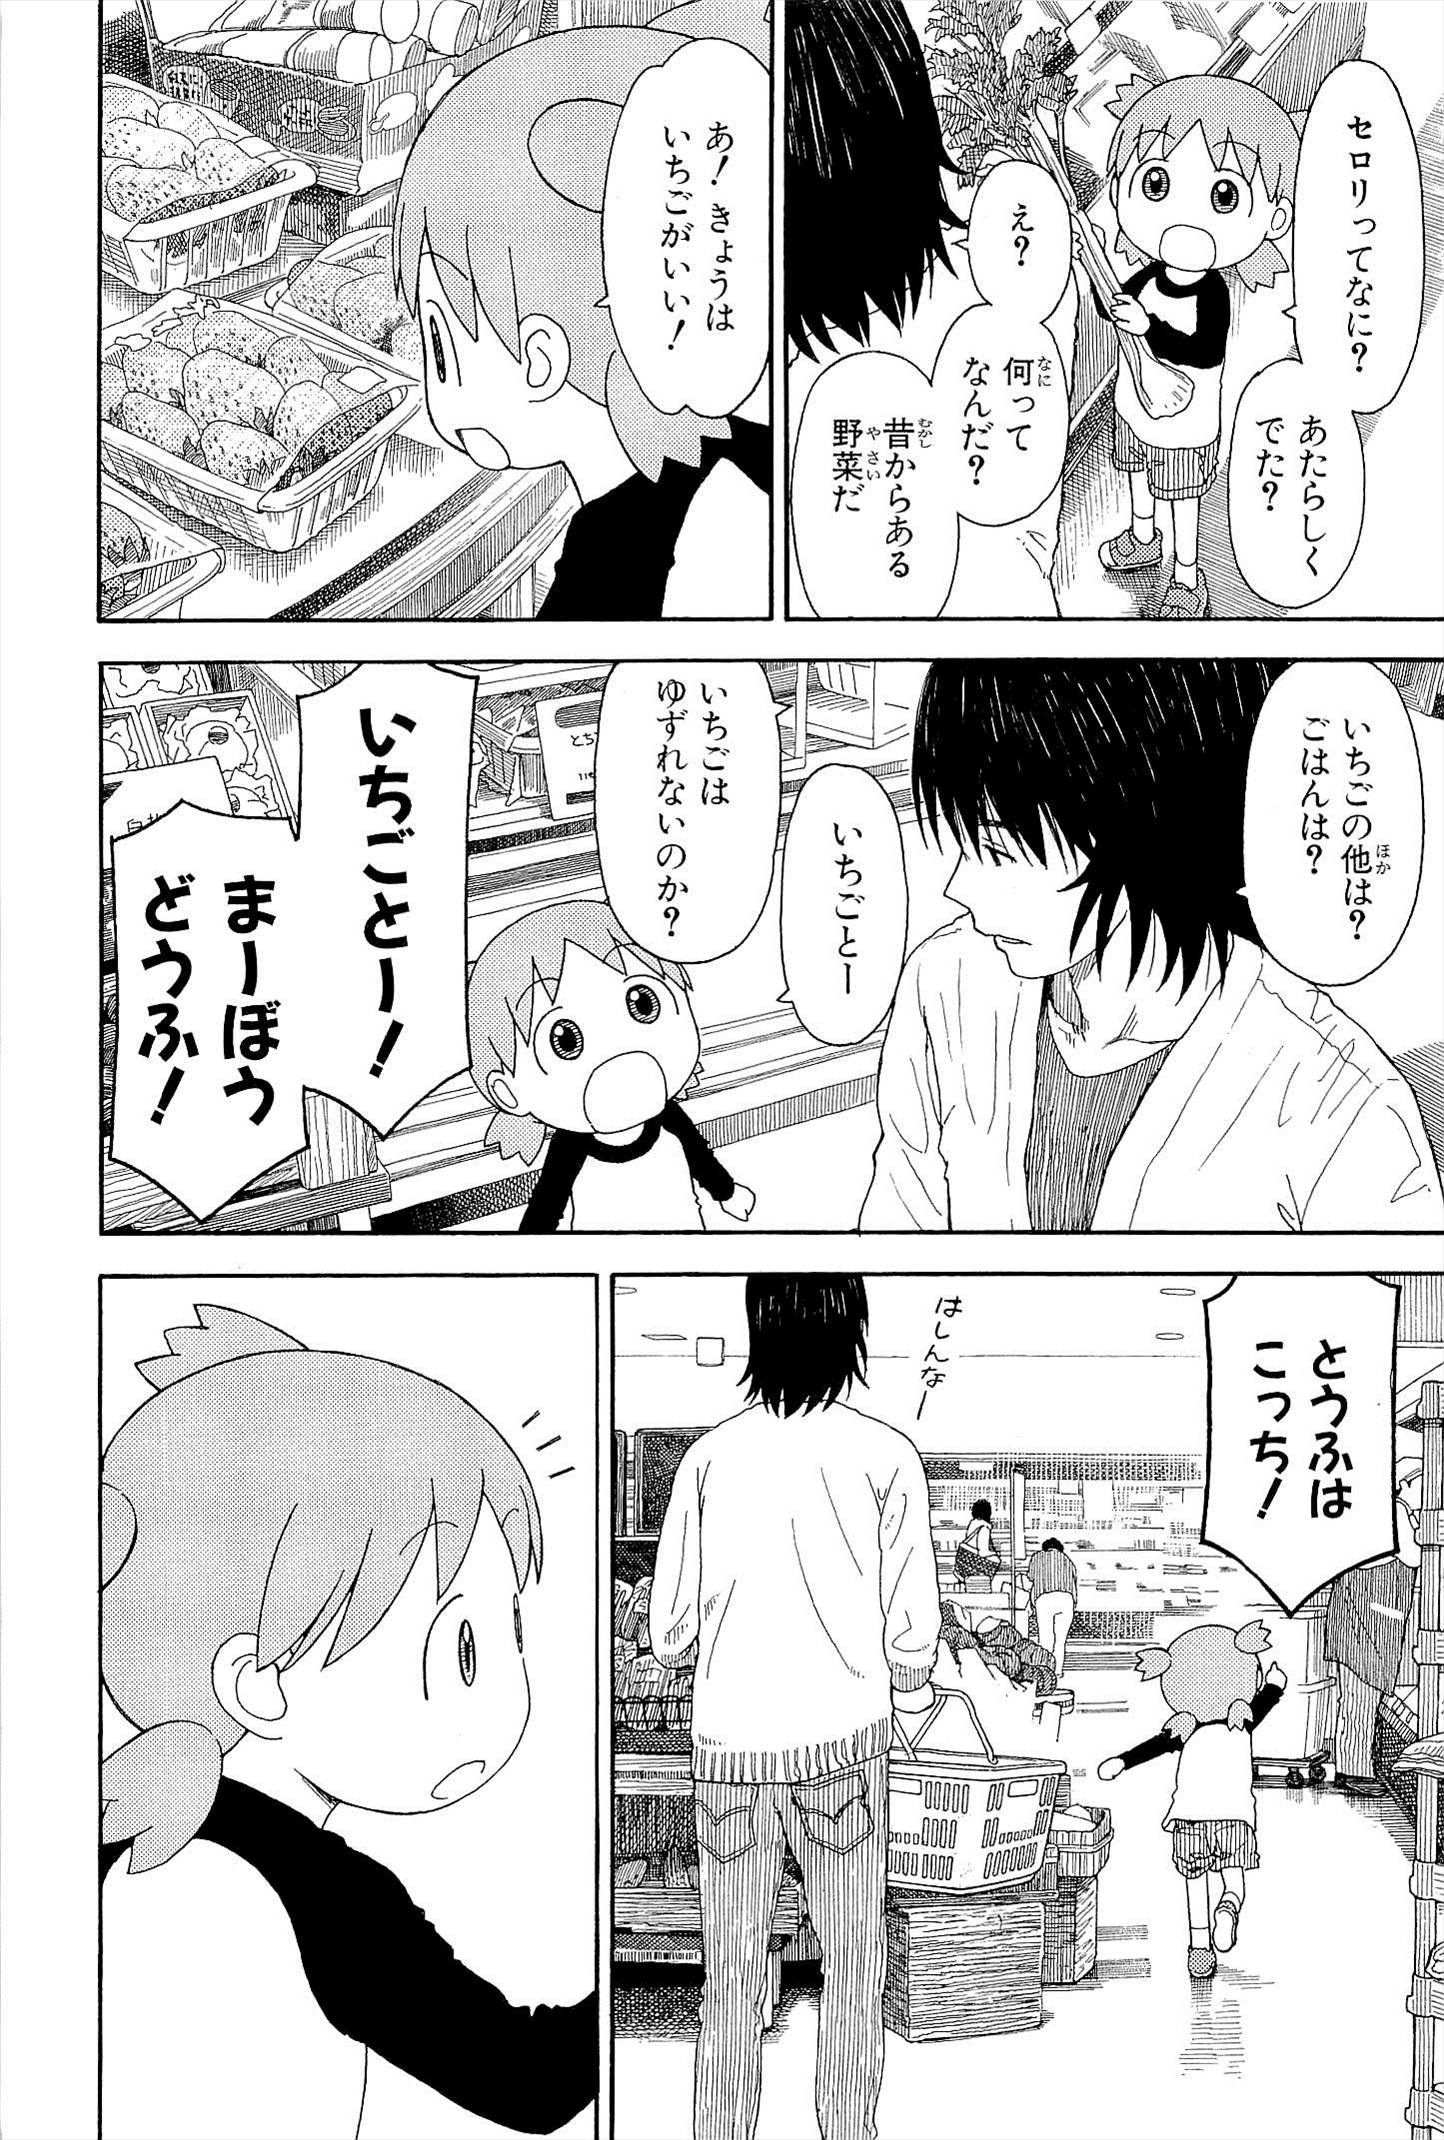 セロリってなに?
あたらしく
でた?
え?
何って
なんだ?
昔からある
野菜だ
あ!きょうは
いちごがいい!
いちごの他は?
ごはんは?
いちごとー
いちごは
ゆずれないのか?
いちごとー!
まーぼう
どうふ!
とうふは
こっち!
はしんなー